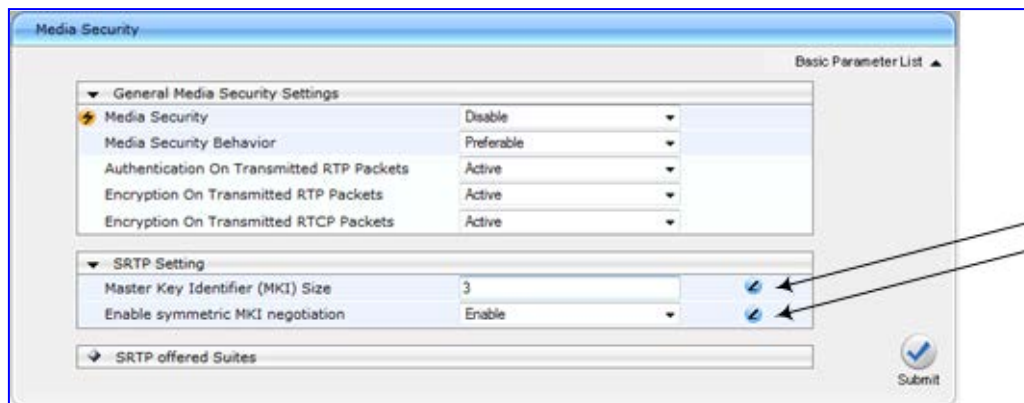 Media Security
Basic Parameter List
General Media Security Settings
Media Security Disable
Media Security Behavior Preferable
Authentication On Transmitted RTP Packets Active
Encryption On Transmitted RTP Packets Active
Encryption On Transmitted RTCP Packets Active
SRTP Setting
Master Key Identifier (MKI) Size 3
Enable symmetric MKI negotiation Enable
SRTP offered Suites
Submit